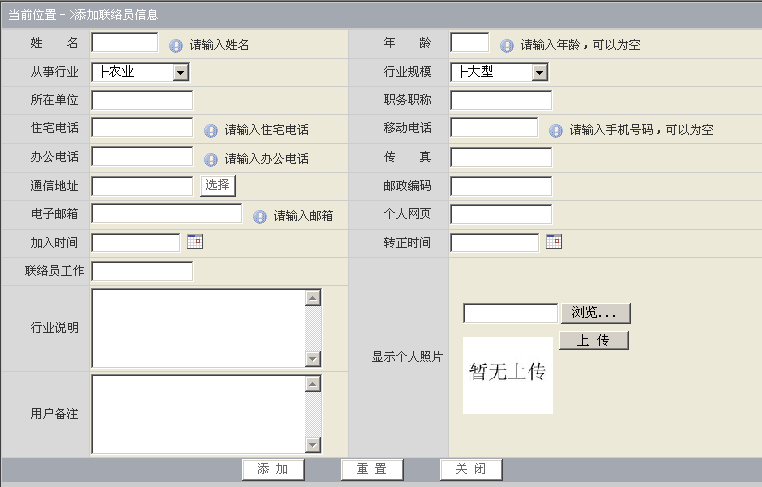 当前位置－>添加联络员信息
姓 名 请输入姓名 年 龄 请输入年龄，可以为空
从事行业 ├农业 行业规模 ├大型
所在单位 职务职称
住宅电话 请输入住宅电话 移动电话 请输入手机号码，可以为空
办公电话 请输入办公电话 传 真
通信地址 选择 邮政编码
电子邮箱 请输入邮箱 个人网页
加入时间 转正时间
联络员工作
行业说明
浏览...
上 传
显示个人照片 暂无上传
用户备注
添 加 重 置 关 闭